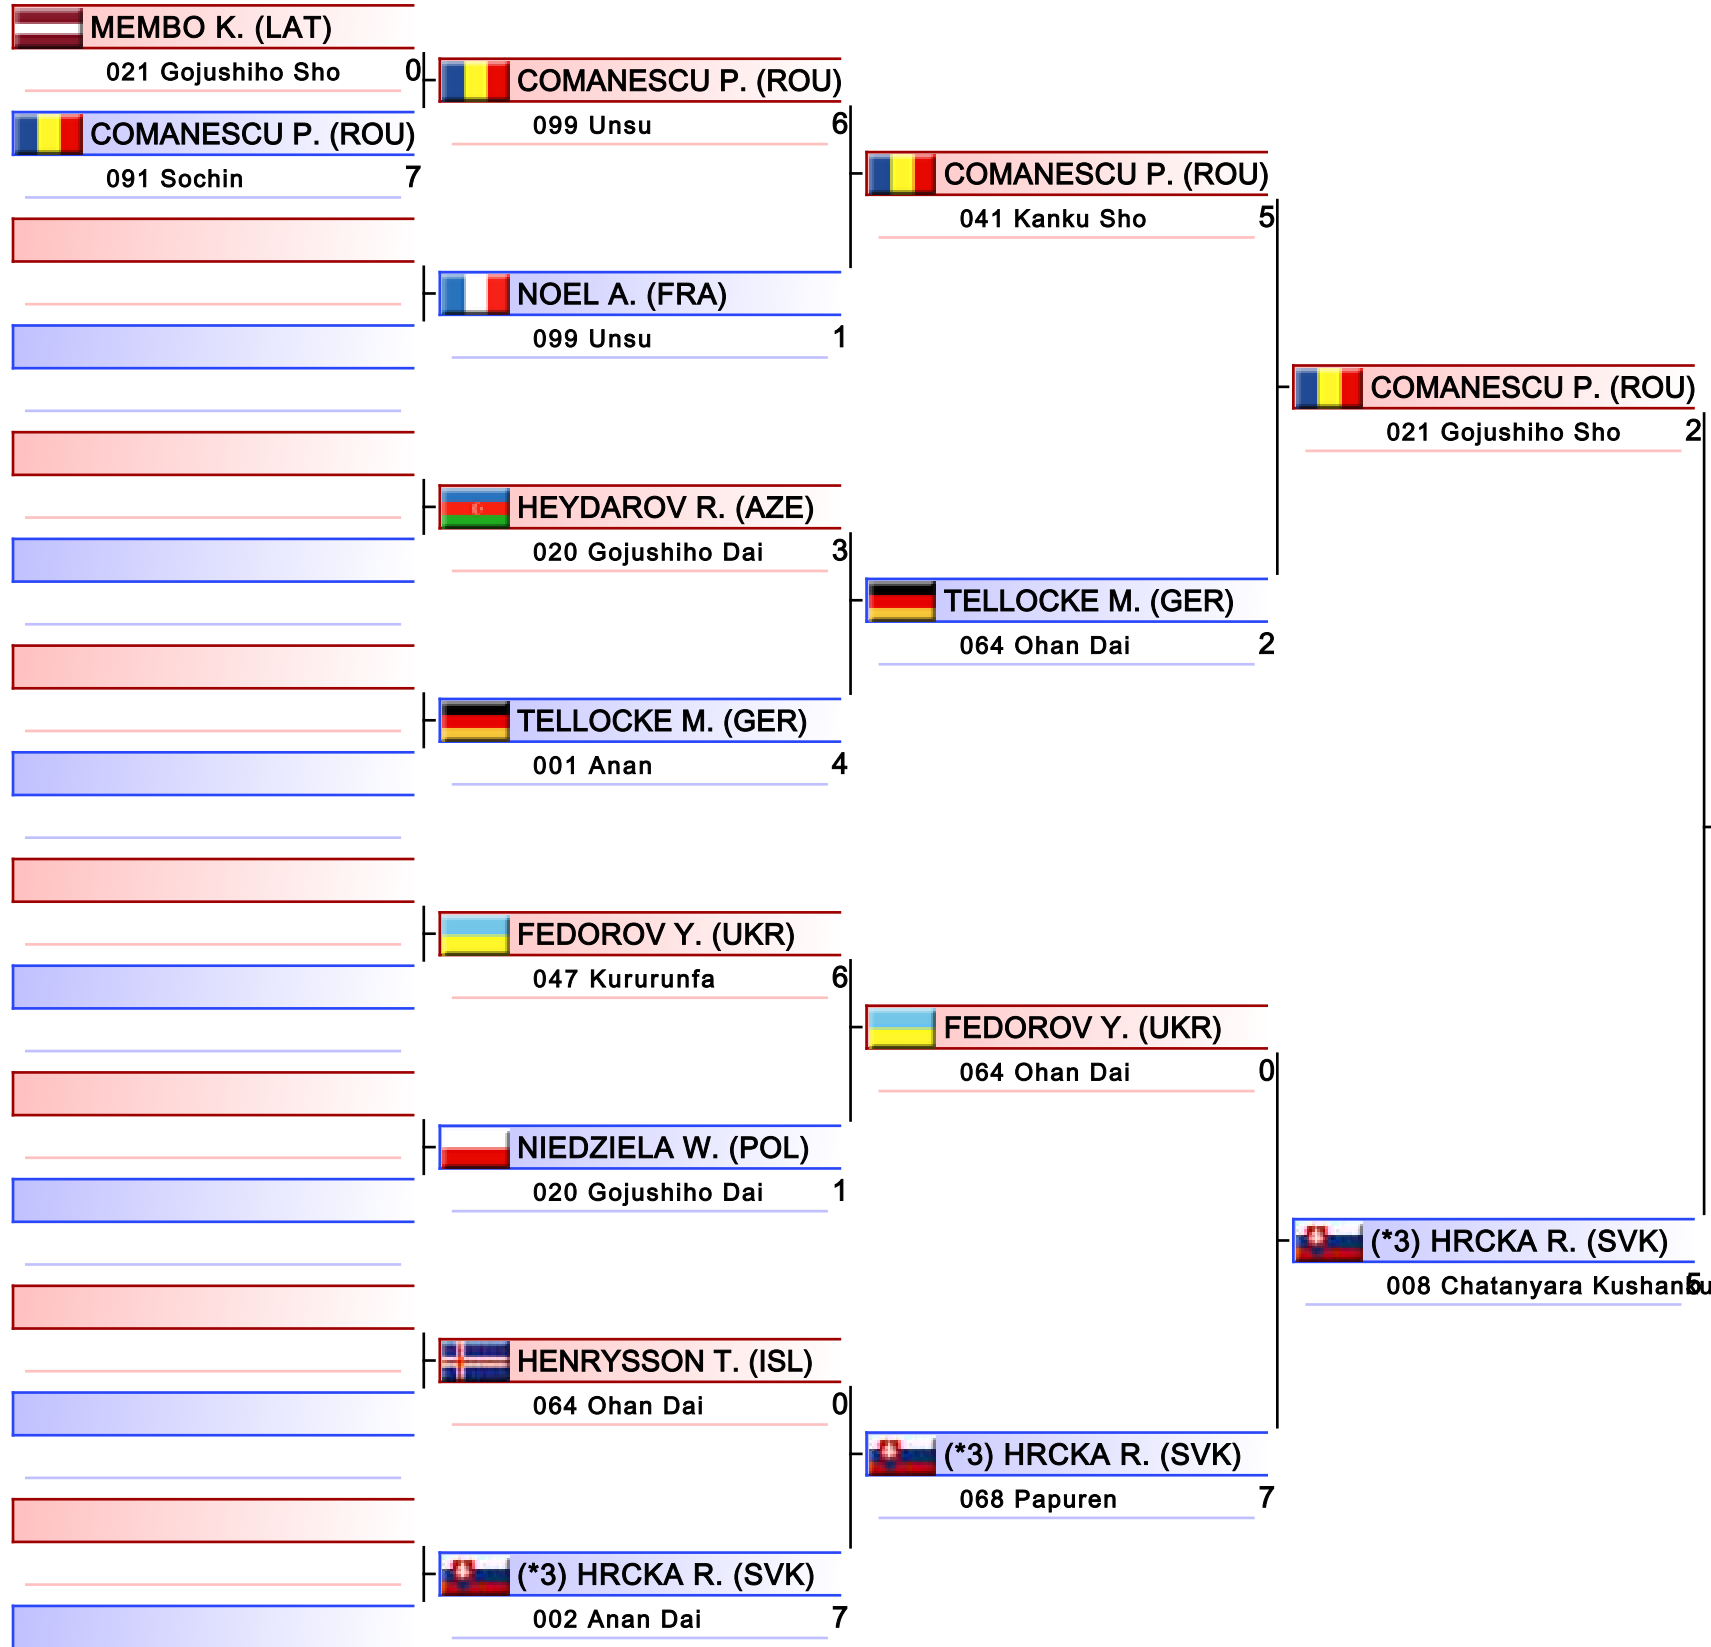 MEMBO K. (LAT)
021 Gojushiho Sho 0
COMANESCU P. (ROU)
091 Sochin 7
COMANESCU P. (ROU)
099 Unsu 6
NOEL A. (FRA)
099 Unsu 1
HEYDAROV R. (AZE)
020 Gojushiho Dai 3
TELLOCKE M. (GER)
001 Anan 4
FEDOROV Y. (UKR)
047 Kururunfa 6
NIEDZIELA W. (POL)
020 Gojushiho Dai 1
HENRYSSON T. (ISL)
064 Ohan Dai 0
(*3) HRCKA R. (SVK)
002 Anan Dai 7
COMANESCU P. (ROU)
041 Kanku Sho 5
TELLOCKE M. (GER)
064 Ohan Dai 2
FEDOROV Y. (UKR)
064 Ohan Dai 0
(*3) HRCKA R. (SVK)
068 Papuren 7
COMANESCU P. (ROU)
021 Gojushiho Sho 2
(*3) HRCKA R. (SVK)
008 Chatanyara Kushanku 5